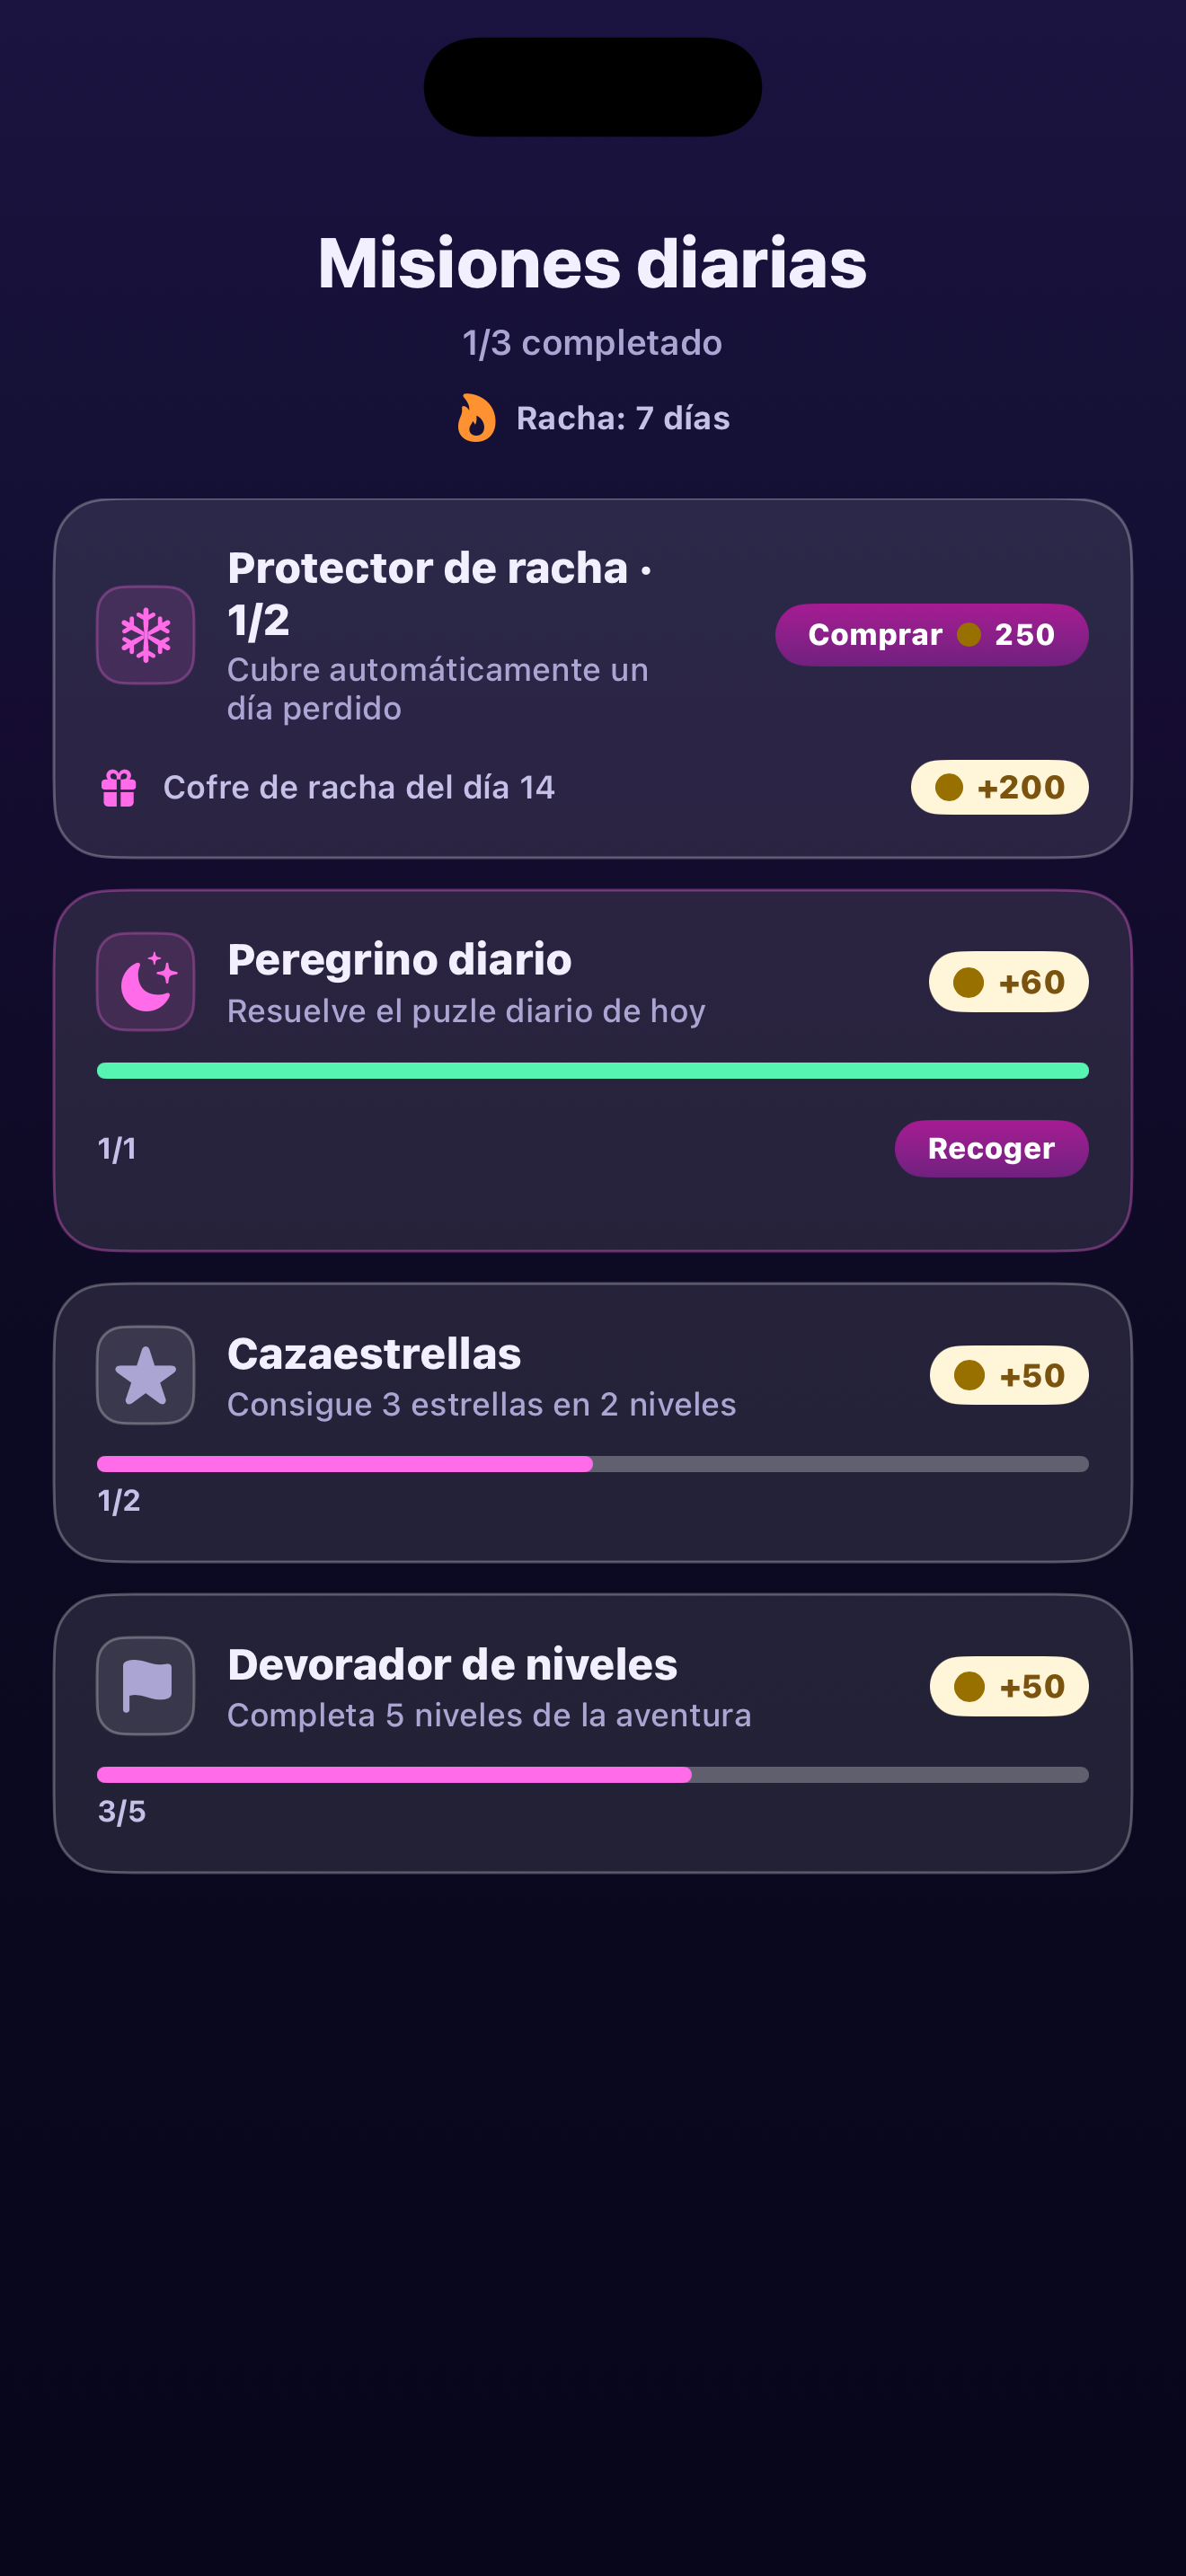 Misiones diarias
1/3 completado
Racha: 7 días
Protector de racha ·
1/2
Cubre automáticamente un
día perdido
Comprar 250
Cofre de racha del día 14
+200
Peregrino diario
Resuelve el puzle diario de hoy
+60
1/1
Recoger
Cazaestrellas
Consigue 3 estrellas en 2 niveles
+50
1/2
Devorador de niveles
Completa 5 niveles de la aventura
+50
3/5